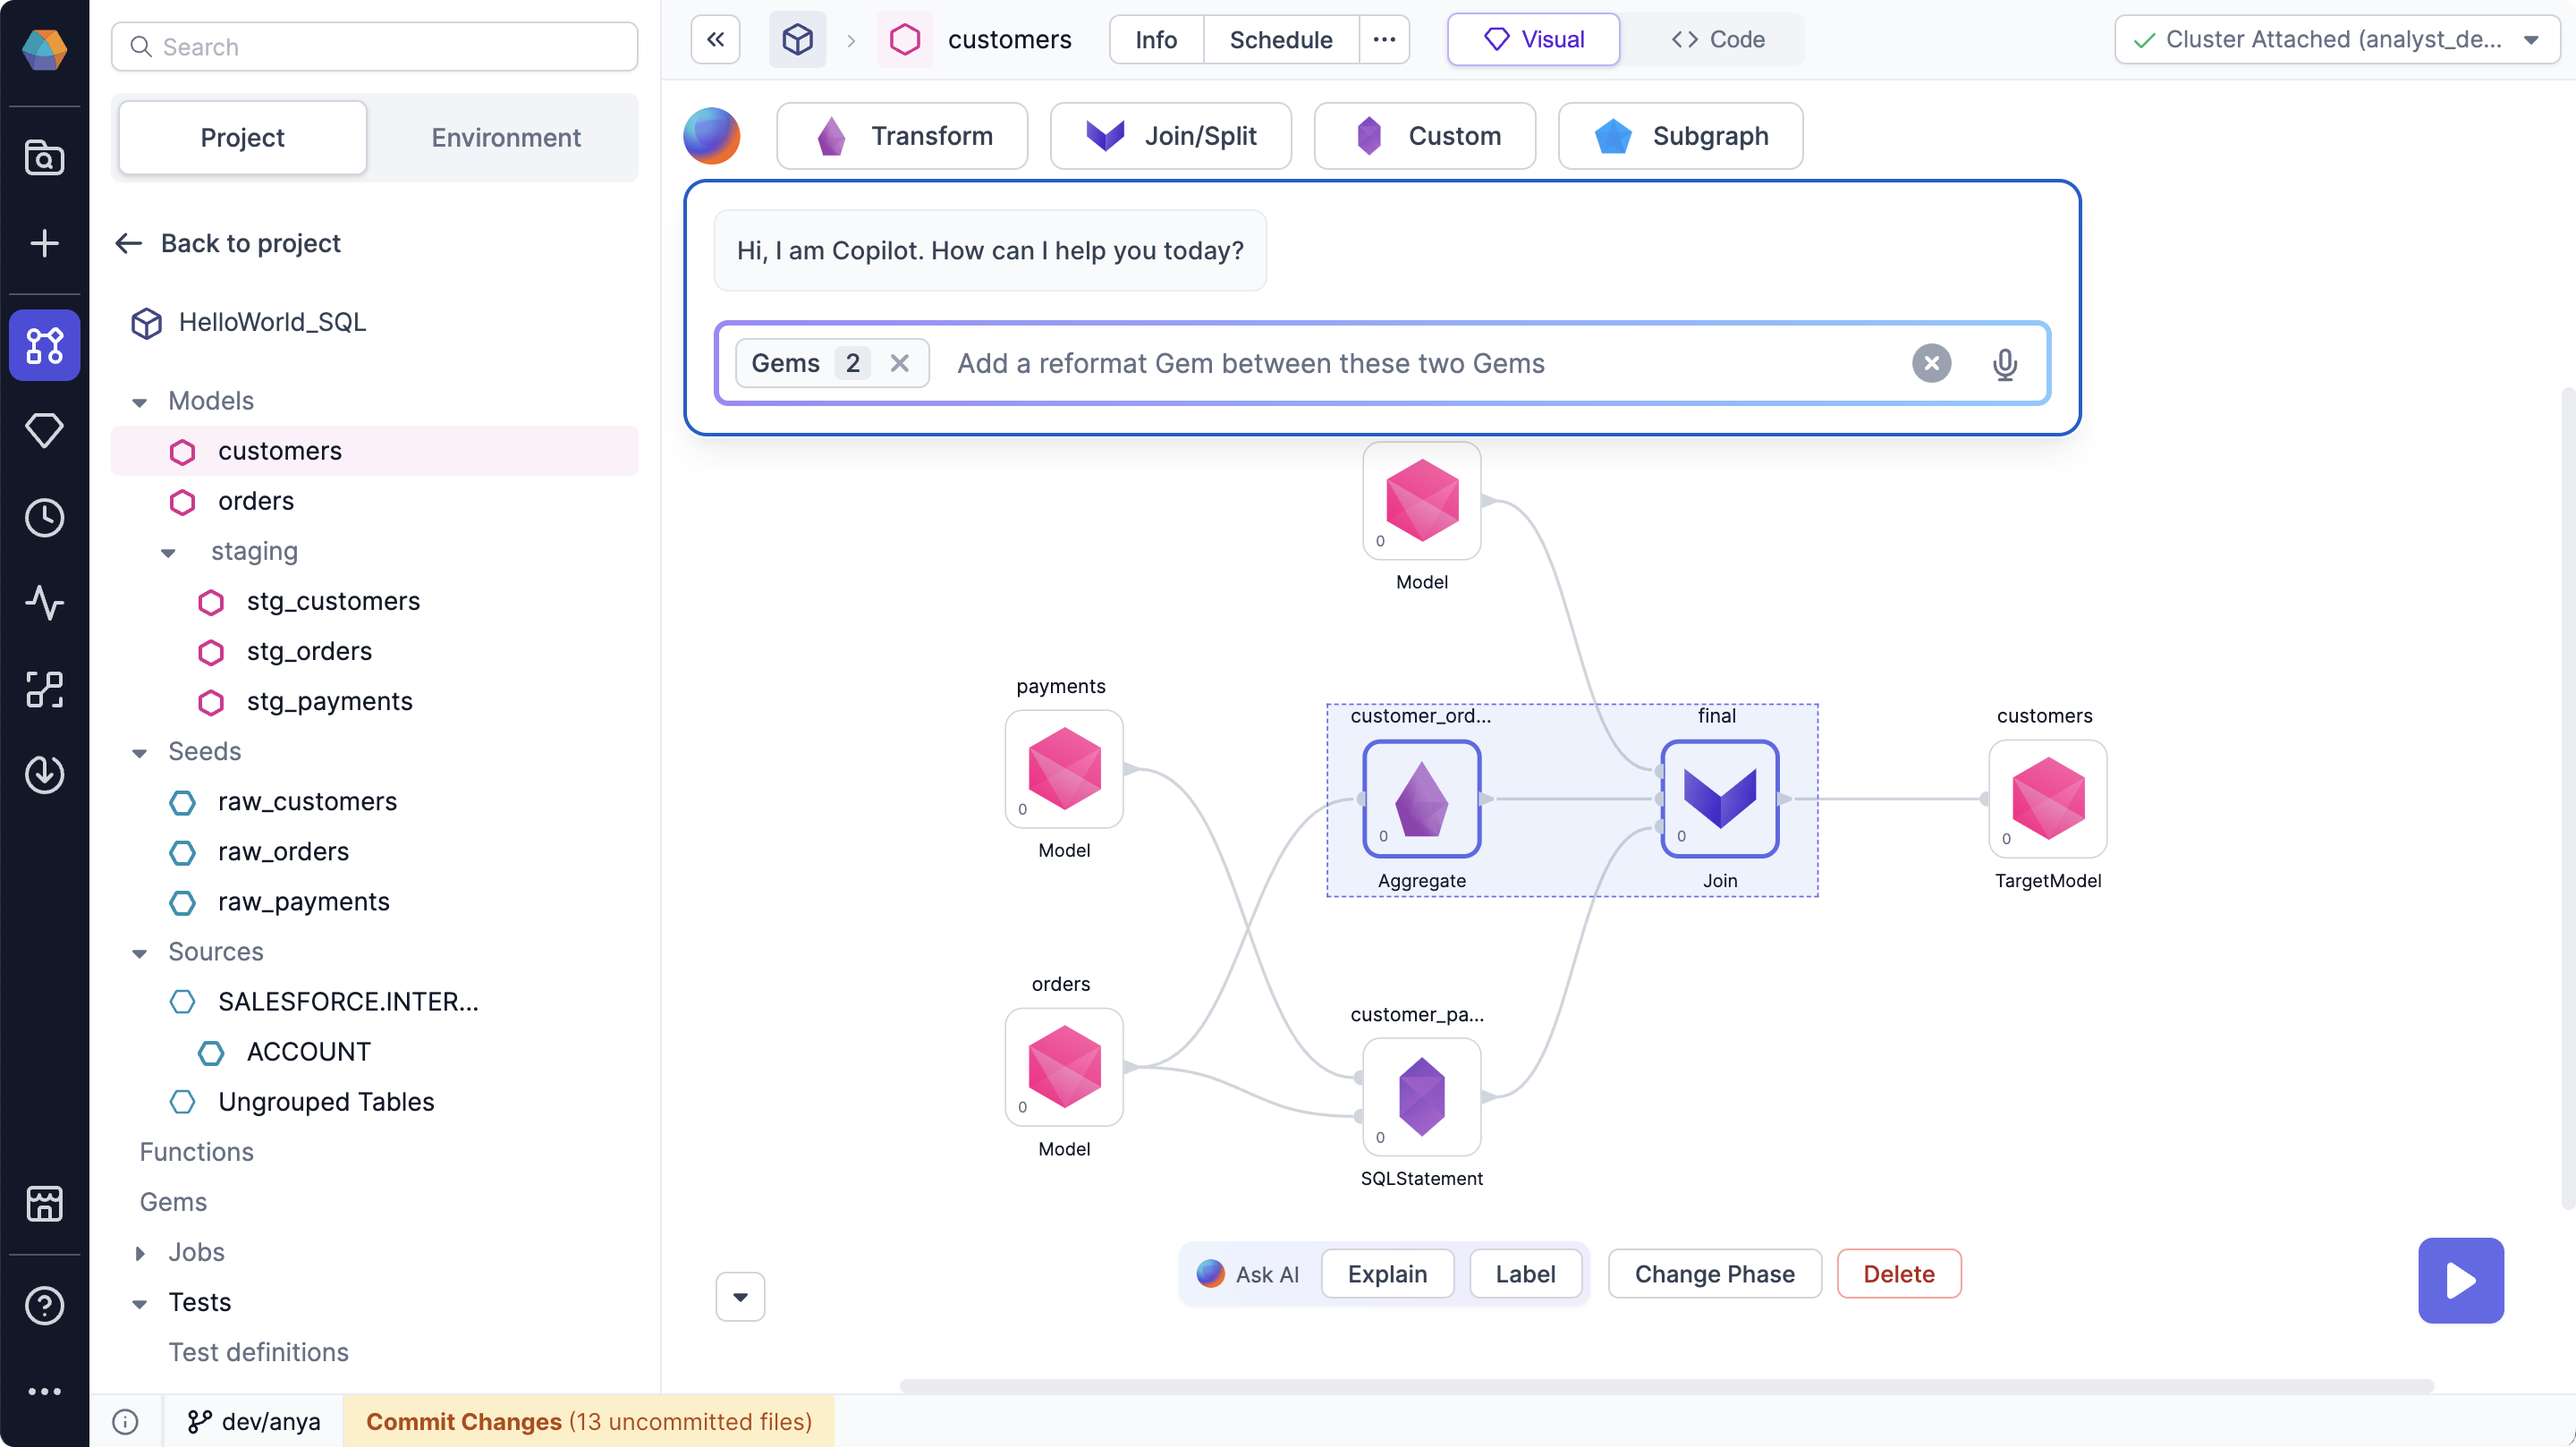 Search
Project
Environment
Back to project
HelloWorld_SQL
Models
customers
orders
staging
stg_customers
stg_orders
stg_payments
Seeds
raw_customers
raw_orders
raw_payments
Sources
SALESFORCE.INTER...
ACCOUNT
Ungrouped Tables
Functions
Gems
Jobs
Tests
Test definitions
dev/anya
Commit Changes (13 uncommitted files)
customers
Info
Schedule
Visual
Code
Cluster Attached (analyst_de...
Transform
Join/Split
Custom
Subgraph
Hi, I am Copilot. How can I help you today?
Gems 2
Add a reformat Gem between these two Gems
0
Model
payments
0
Model
customer_ord...
0
Aggregate
final
0
Join
customers
0
TargetModel
orders
0
Model
customer_pa...
0
SQLStatement
Ask AI
Explain
Label
Change Phase
Delete